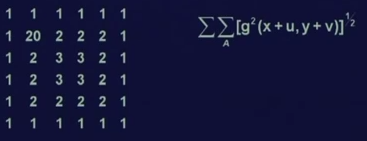 1 1 1 1 1 1
1 20 2 2 2 1
1 2 3 3 2 1
1 2 3 3 2 1
1 2 2 2 2 1
1 1 1 1 1 1
∑∑[g²(x+u,y+v)]^½
A